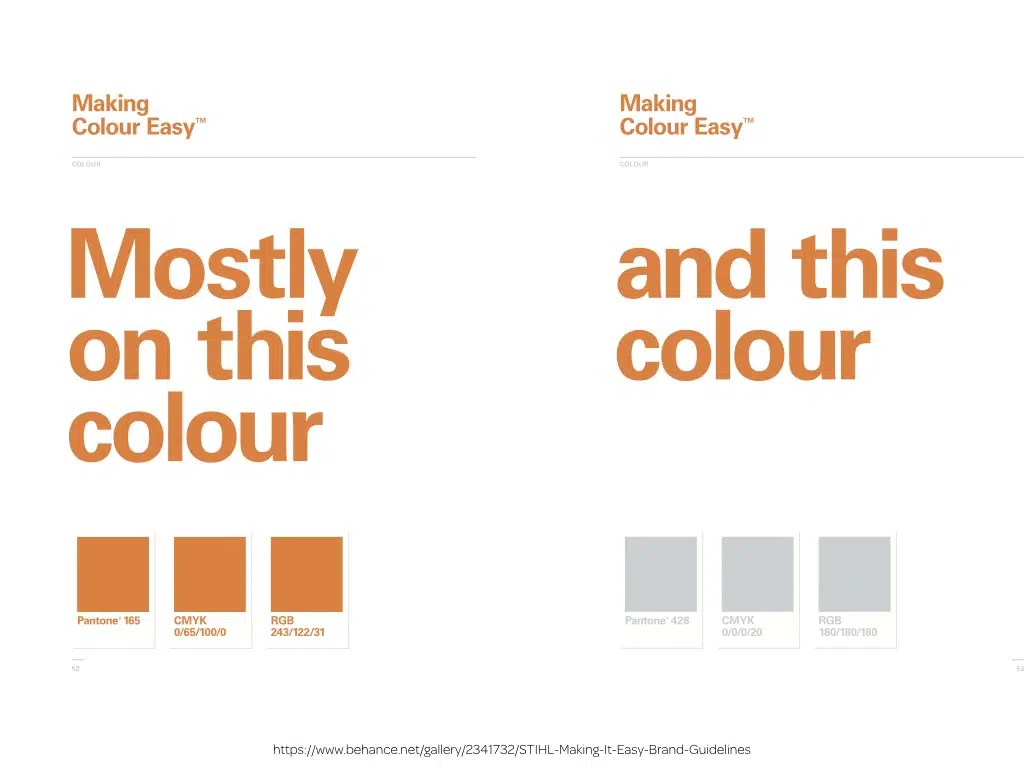 Making
Colour Easy™
COLOUR
Mostly
on this
colour
Pantone® 165
CMYK
0/65/100/0
RGB
243/122/31
52
Making
Colour Easy™
COLOUR
and this
colour
Pantone® 428
CMYK
0/0/0/20
RGB
180/180/180
53
https://www.behance.net/gallery/2341732/STIHL-Making-It-Easy-Brand-Guidelines